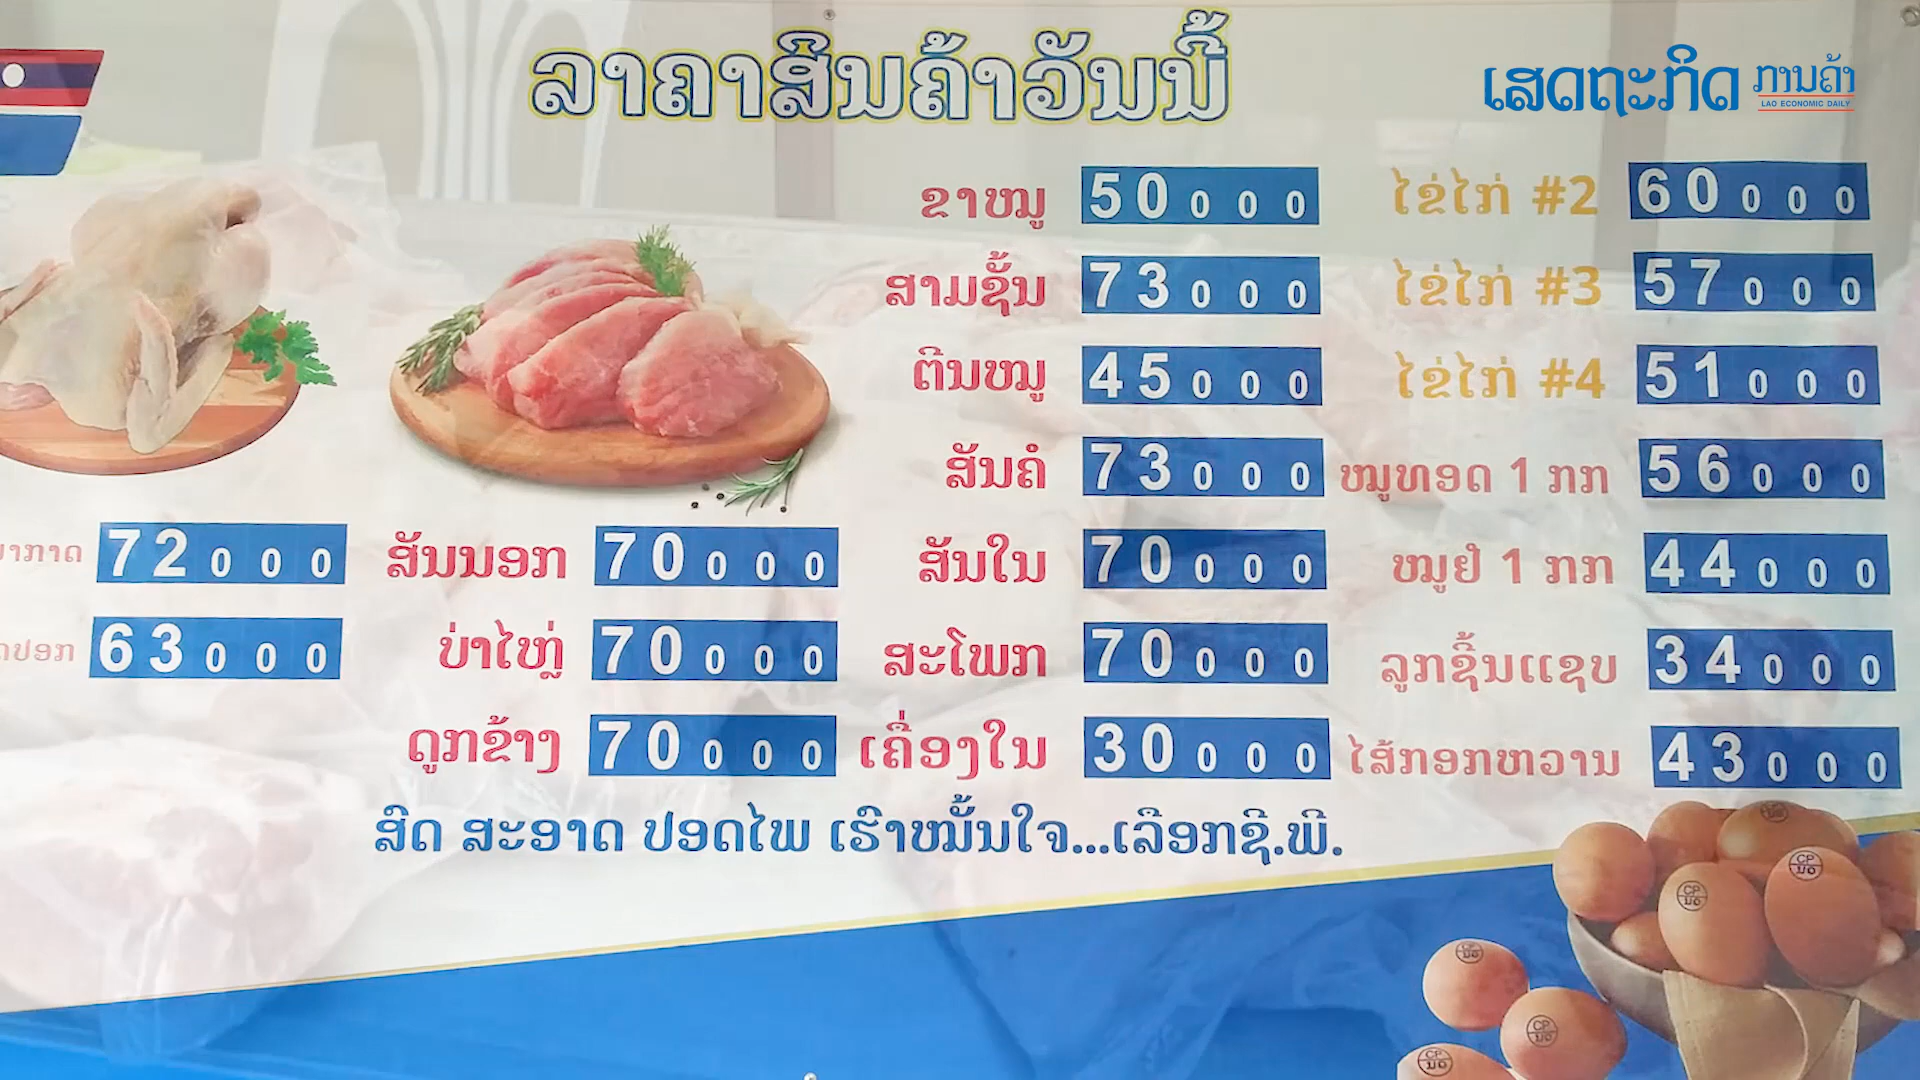 ລາຄາສິນຄ້າວັນນີ້
ເສດຖະກິດ ການຄ້າ
LAO ECONOMIC DAILY
ຂາໝູ 50000 ໄຂ່ໄກ່ #2 60000
ສາມຊັ້ນ 73000 ໄຂ່ໄກ່ #3 57000
ຕີນໝູ 45000 ໄຂ່ໄກ່ #4 51000
ສັນຄໍ 73000 ໝູທອດ 1 ກກ 56000
72000 ສັນນອກ 70000 ສັນໃນ 70000 ໝູຢໍ 1 ກກ 44000
63000 ບ່າໄຫຼ່ 70000 ສະໂພກ 70000 ລູກຊີ້ນແຊບ 34000
ດູກຂ້າງ 70000 ເຄື່ອງໃນ 30000 ໄສ້ກອກຫວານ 43000
ສົດ ສະອາດ ປອດໄພ ເຮົາໝັ້ນໃຈ...ເລືອກຊີ.ພີ.
CP
CP
CP
CP
CP